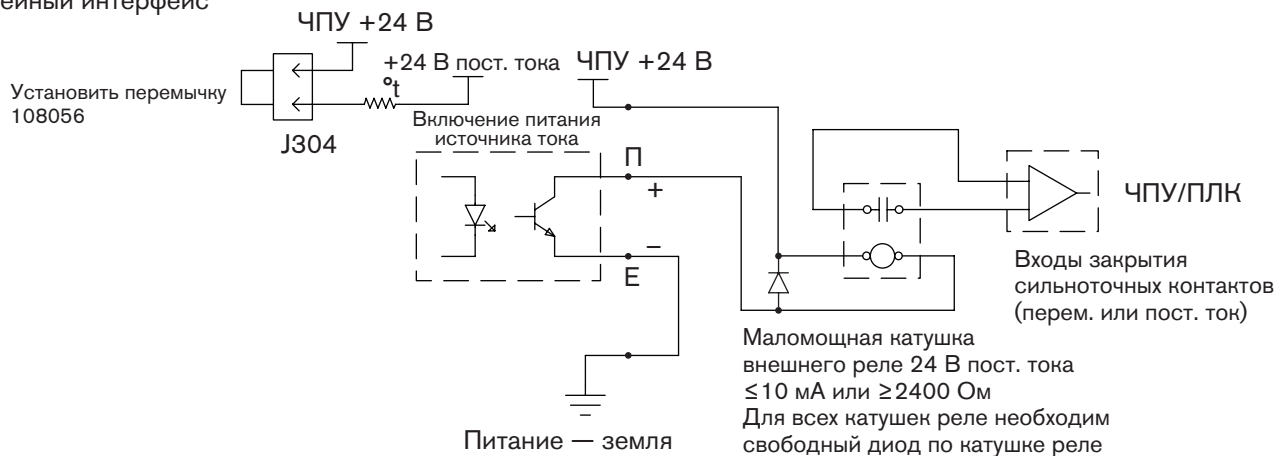 ейный интерфейс
ЧПУ +24 В
+24 В пост. тока
ЧПУ +24 В
°t
Установить перемычку
108056
J304
Включение питания
источника тока
П
+
–
Е
ЧПУ/ПЛК
Входы закрытия
сильноточных контактов
(перем. или пост. ток)
Маломощная катушка
внешнего реле 24 В пост. тока
≤10 мА или ≥2400 Ом
Для всех катушек реле необходим
свободный диод по катушке реле
Питание — земля